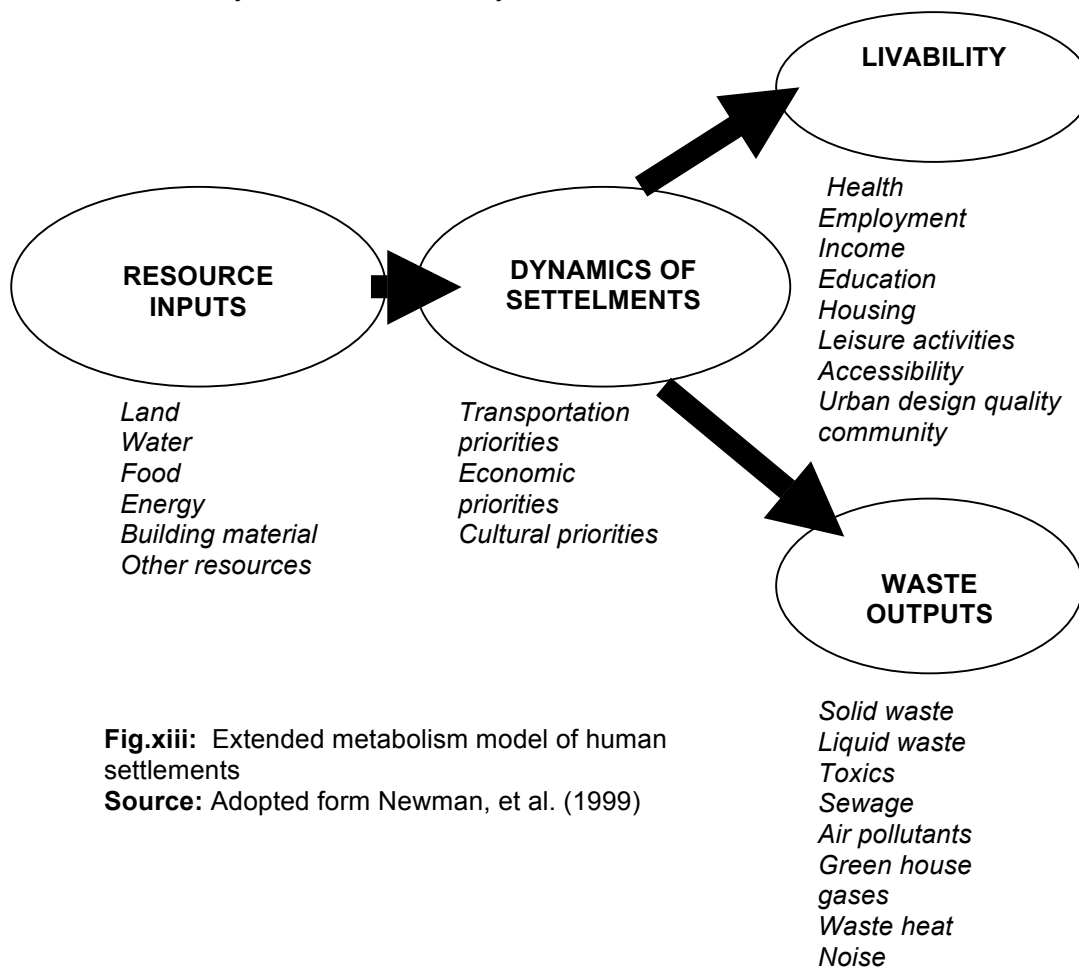 LIVABILITY
Health
Employment
Income
Education
Housing
Leisure activities
Accessibility
Urban design quality
community
RESOURCE
INPUTS
Land
Water
Food
Energy
Building material
Other resources
DYNAMICS OF
SETTELMENTS
Transportation
priorities
Economic
priorities
Cultural priorities
WASTE
OUTPUTS
Solid waste
Liquid waste
Toxics
Sewage
Air pollutants
Green house
gases
Waste heat
Noise
Fig.xiii: Extended metabolism model of human
settlements
Source: Adopted form Newman, et al. (1999)